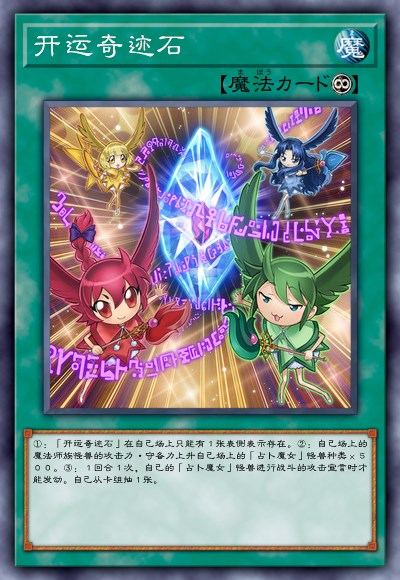 开运奇迹石
魔
【魔法カード】
まほう
①：「开运奇迹石」在自己场上只能有1张表侧表示存在。②：自己场上的
魔法师族怪兽的攻击力・守备力上升自己场上的「占卜魔女」怪兽种类×5
００。③：1回合1次，自己的「占卜魔女」怪兽进行战斗的攻击宣言时才
能发动。自己从卡组抽1张。